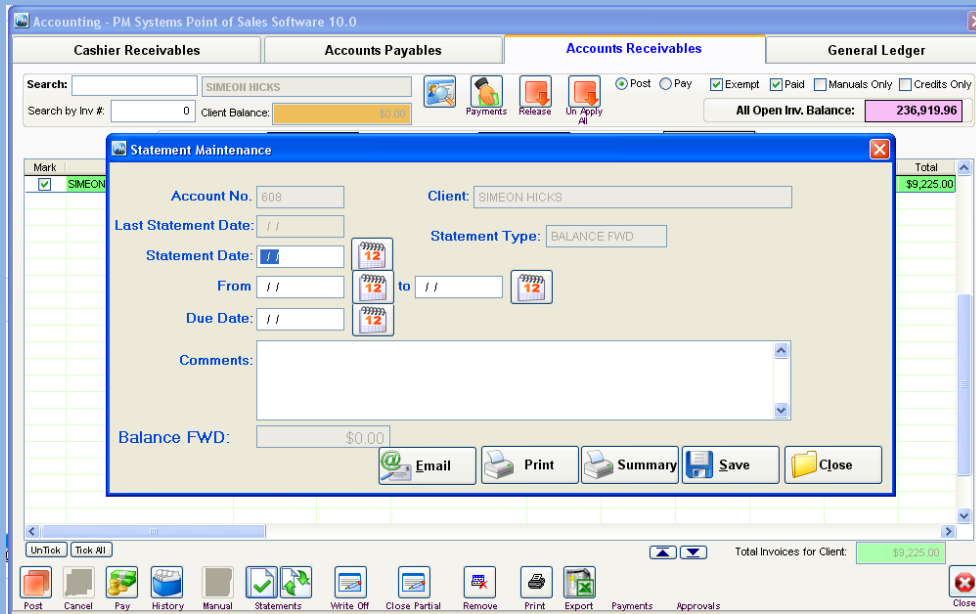 Accounting - PM Systems Point of Sales Software 10.0
Cashier Receivables Accounts Payables Accounts Receivables General Ledger
Search: SIMEON HICKS Post Pay Exempt Paid Manuals Only Credits Only
Search by Inv #: 0 Client Balance: $0.00 Payments Release Un Apply All All Open Inv. Balance: 236,919.96
Statement Maintenance
Mark Total
SIMEON $9,225.00
Account No. 608 Client: SIMEON HICKS
Last Statement Date: / /
Statement Type: BALANCE FWD
Statement Date: / / 12
From / / 12 to / / 12
Due Date: / / 12
Comments:
Balance FWD: $0.00
Email Print Summary Save Close
UnTick Tick All Total Invoices for Client: $9,225.00
Post Cancel Pay History Manual Statements Write Off Close Partial Remove Print Export Payments Approvals Close